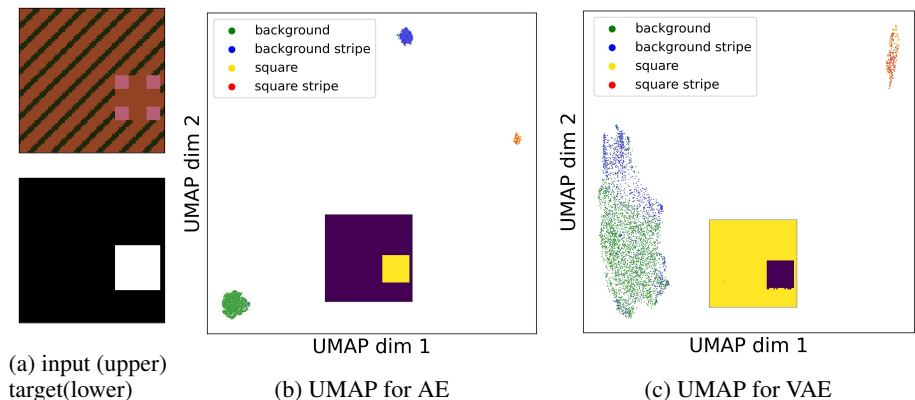 background
background stripe
square
square stripe
UMAP dim 2
UMAP dim 1
background
background stripe
square
square stripe
UMAP dim 2
UMAP dim 1
(a) input (upper)
target(lower)
(b) UMAP for AE
(c) UMAP for VAE